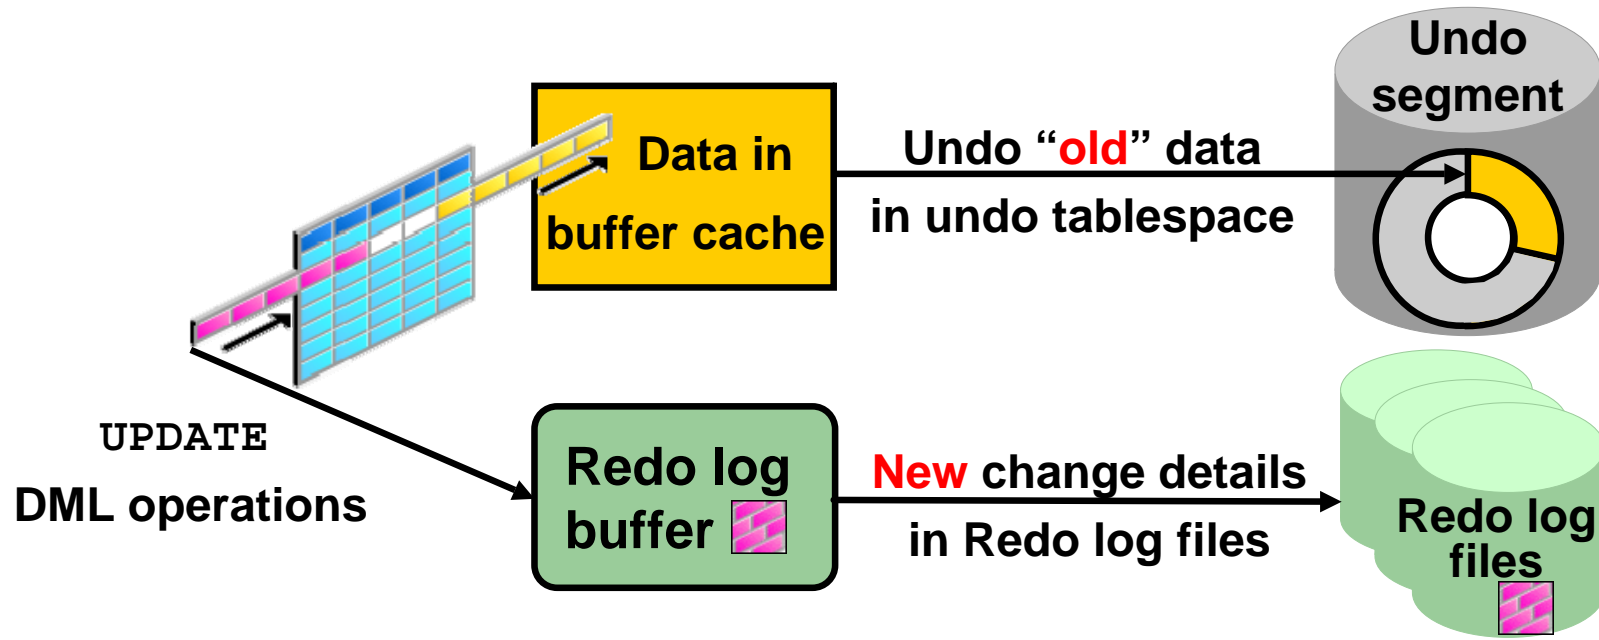 Undo
segment
Data in
buffer cache
Undo “old” data
in undo tablespace
UPDATE
DML operations
Redo log
buffer
New change details
in Redo log files
Redo log
files